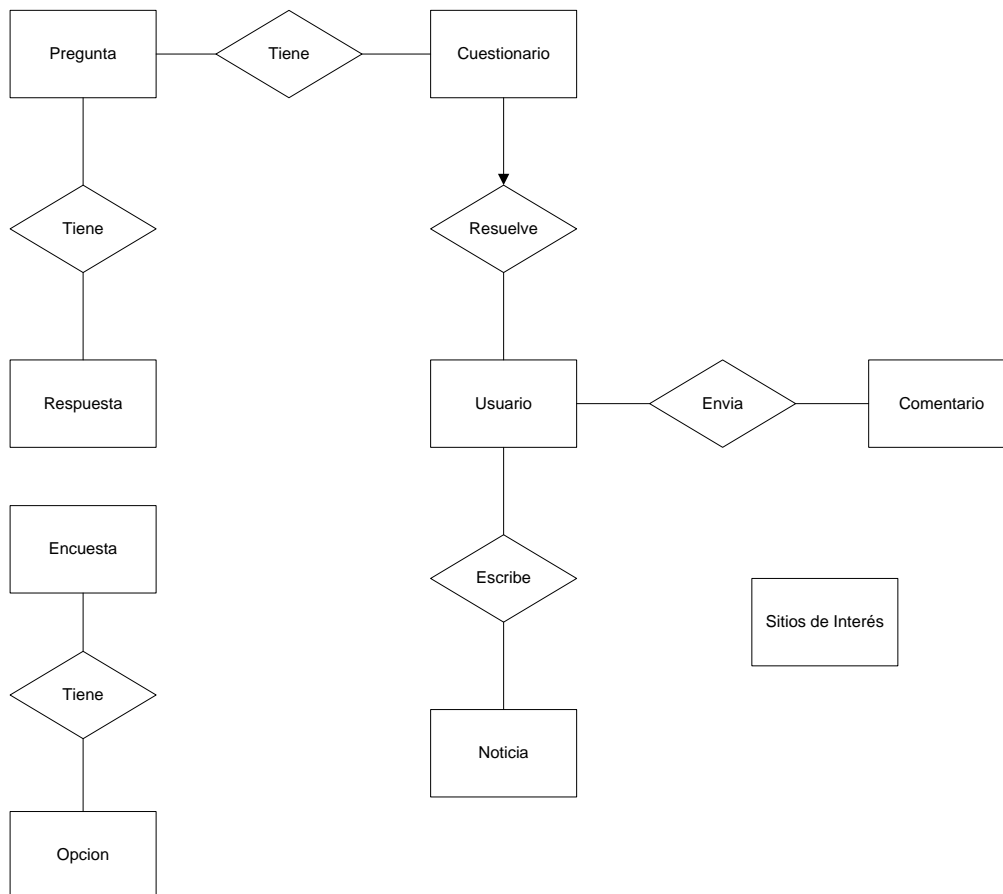 Pregunta
Tiene
Cuestionario
Tiene
Resuelve
Respuesta
Usuario
Envia
Comentario
Encuesta
Escribe
Sitios de Interés
Tiene
Noticia
Opcion